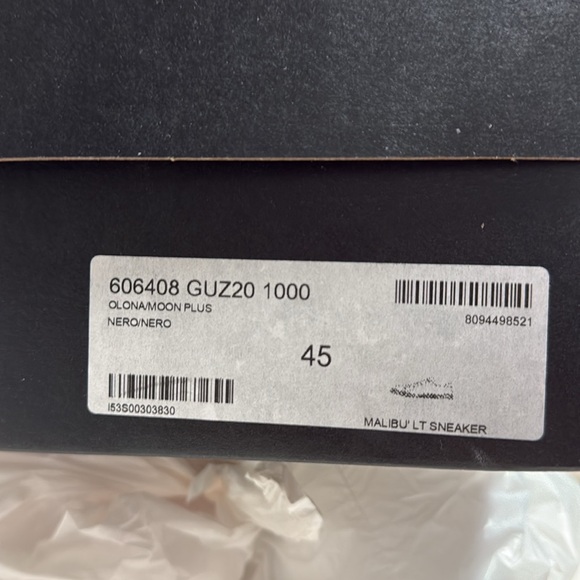 606408 GUZ20 1000
OLONA/MOON PLUS
NERO/NERO
8094498521
45
I53S00303830
MALIBU' LT SNEAKER